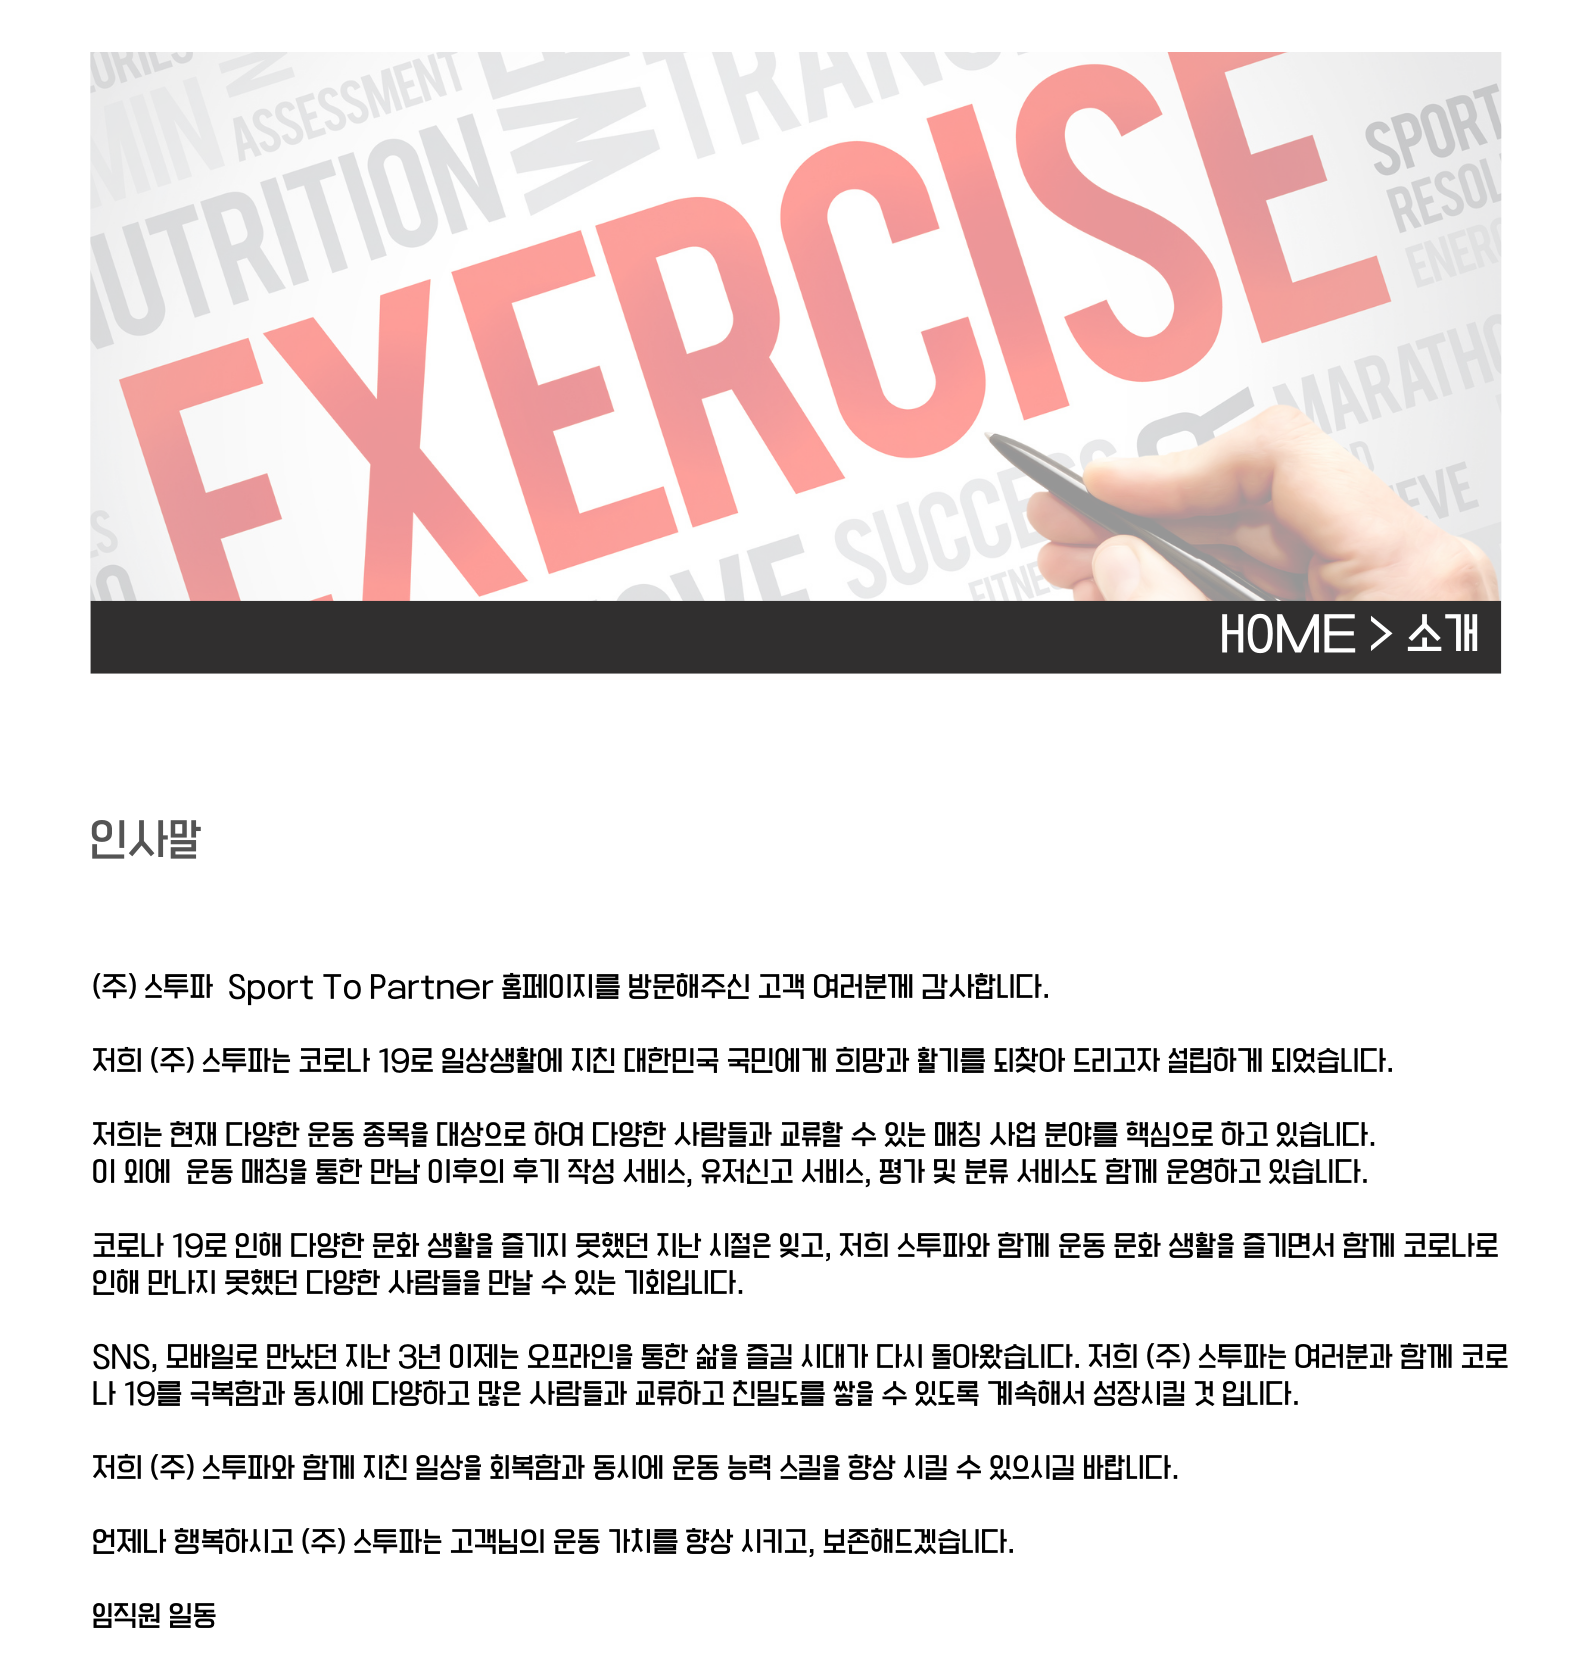 ASSESSMENT
NUTRITION
EXERCISE
SPORT
MARATHO
SUCCESS
HOME > 소개
인사말
(주) 스투파  Sport To Partner 홈페이지를 방문해주신 고객 여러분께 감사합니다.
저희 (주) 스투파는 코로나 19로 일상생활에 지친 대한민국 국민에게 희망과 활기를 되찾아 드리고자 설립하게 되었습니다.
저희는 현재 다양한 운동 종목을 대상으로 하여 다양한 사람들과 교류할 수 있는 매칭 사업 분야를 핵심으로 하고 있습니다.
이 외에  운동 매칭을 통한 만남 이후의 후기 작성 서비스, 유저신고 서비스, 평가 및 분류 서비스도 함께 운영하고 있습니다.
코로나 19로 인해 다양한 문화 생활을 즐기지 못했던 지난 시절은 잊고, 저희 스투파와 함께 운동 문화 생활을 즐기면서 함께 코로나로
인해 만나지 못했던 다양한 사람들을 만날 수 있는 기회입니다.
SNS, 모바일로 만났던 지난 3년 이제는 오프라인을 통한 삶을 즐길 시대가 다시 돌아왔습니다. 저희 (주) 스투파는 여러분과 함께 코로
나 19를 극복함과 동시에 다양하고 많은 사람들과 교류하고 친밀도를 쌓을 수 있도록 계속해서 성장시킬 것 입니다.
저희 (주) 스투파와 함께 지친 일상을 회복함과 동시에 운동 능력 스킬을 향상 시킬 수 있으시길 바랍니다.
언제나 행복하시고 (주) 스투파는 고객님의 운동 가치를 향상 시키고, 보존해드겠습니다.
임직원 일동